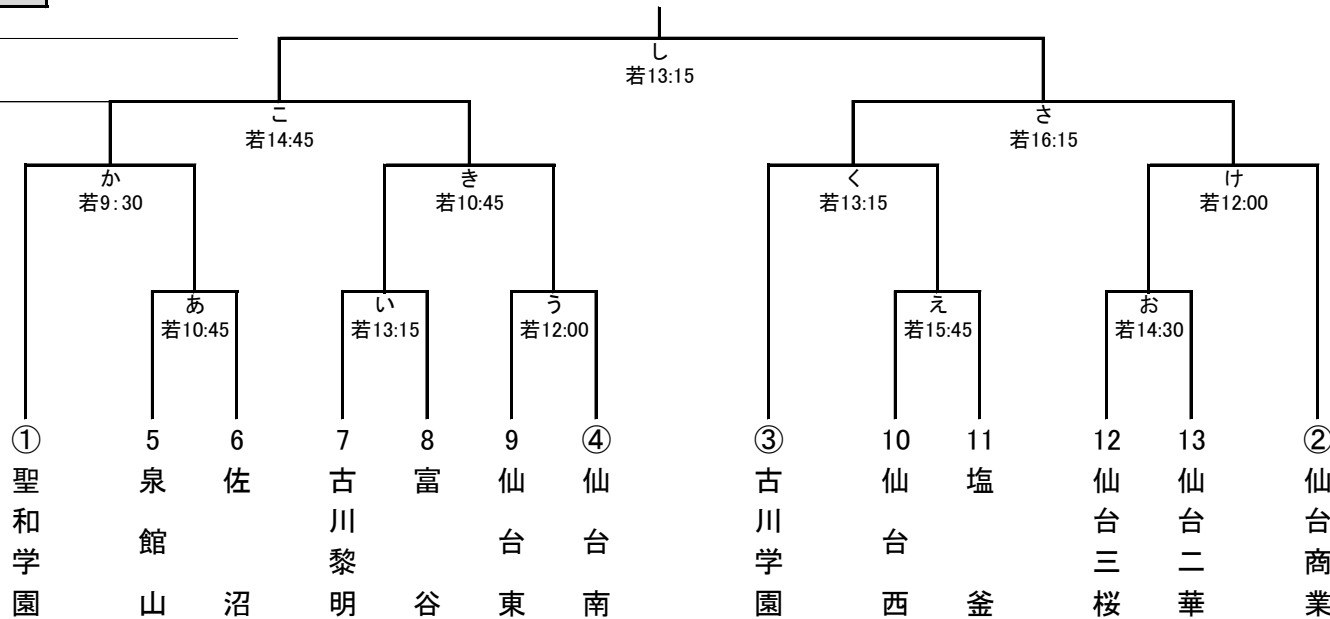 し
若13:15
こ
若14:45
さ
若16:15
か
若9:30
き
若10:45
く
若13:15
け
若12:00
あ
若10:45
い
若13:15
う
若12:00
え
若15:45
お
若14:30
① 5 6 7 8 9 ④ ③ 10 11 12 13 ②
聖和学園
泉館山
佐沼
古川黎明
富谷
仙台東
仙台南
古川学園
仙台西
塩釜
仙台三桜
仙台二華
仙台商業